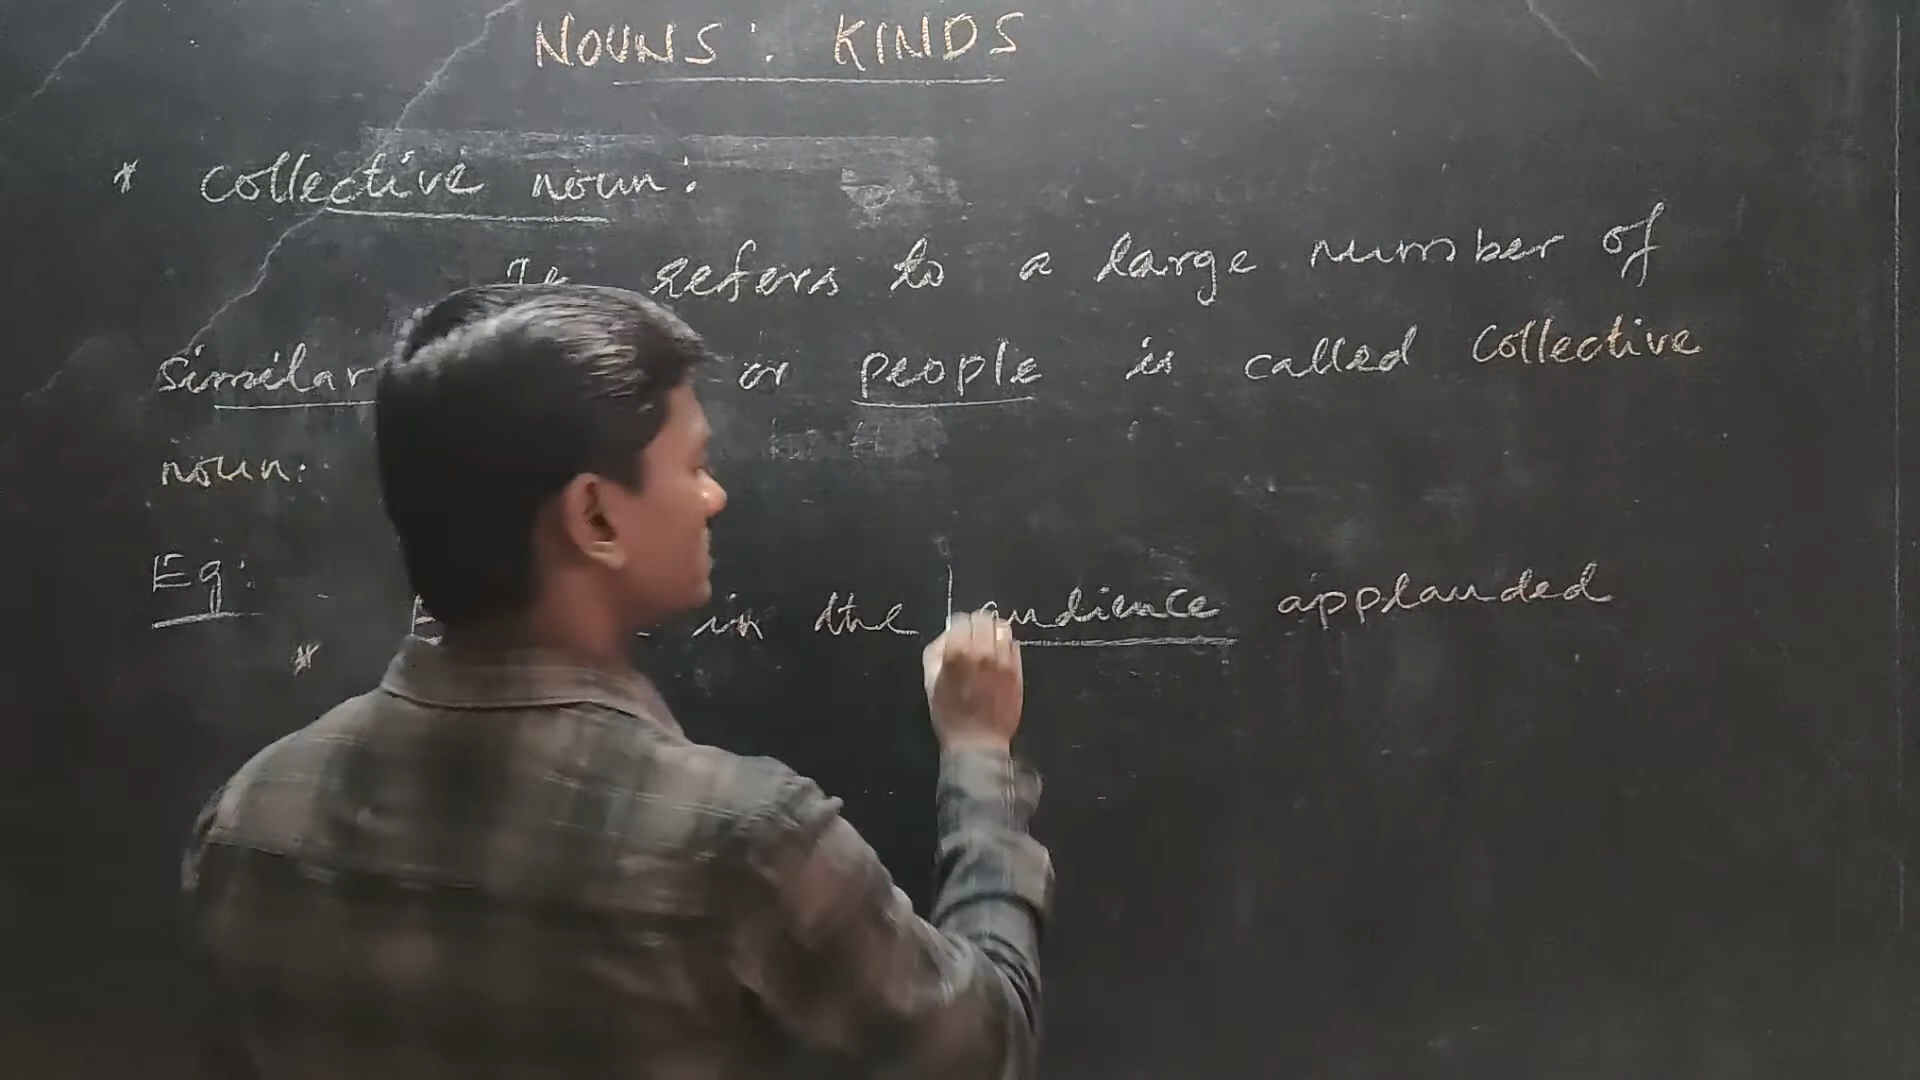 NOUNS: KINDS
* Collective noun:
It refers to a large number of
similar or people is called Collective
noun:
Eg:
* in the audience applauded